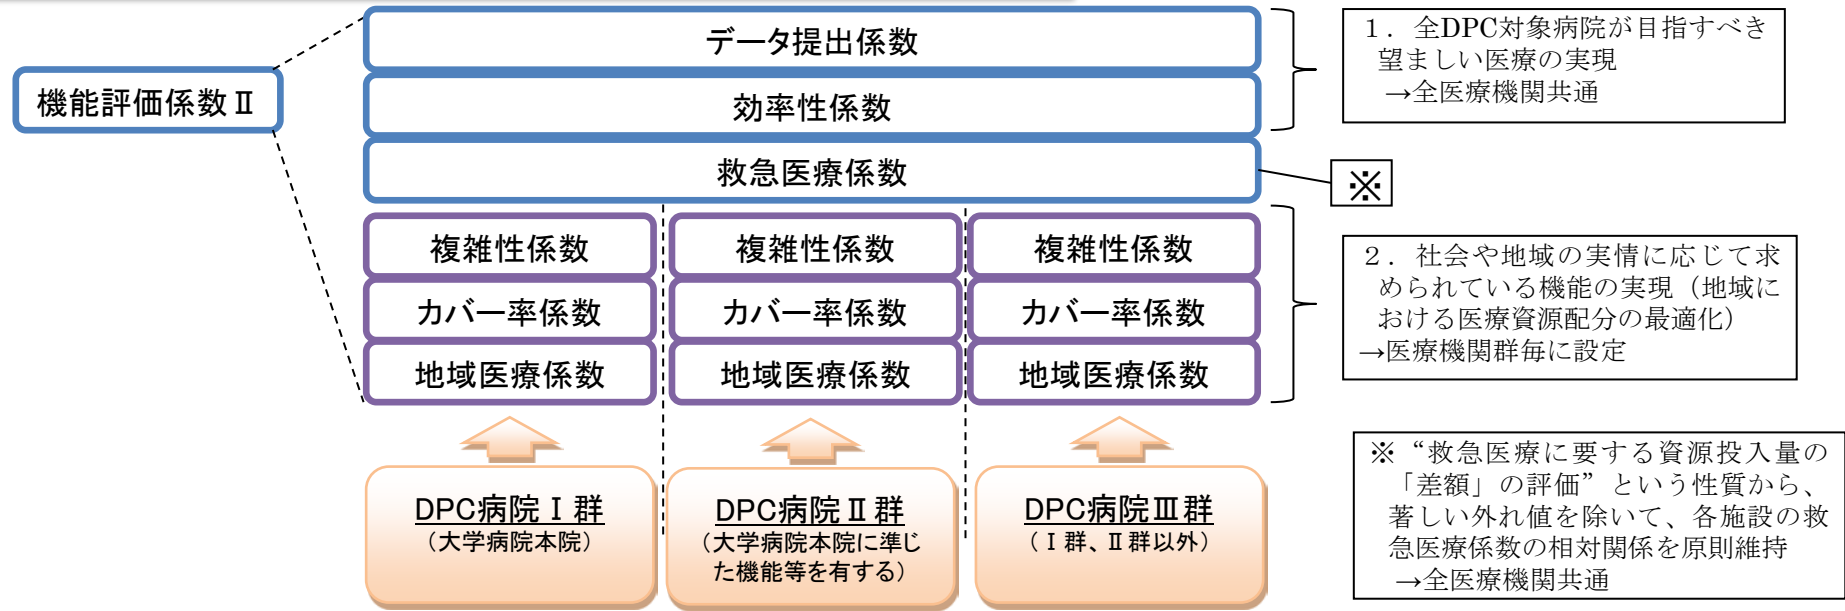 機能評価係数Ⅱ
データ提出係数
効率性係数
救急医療係数
複雑性係数
カバー率係数
地域医療係数
複雑性係数
カバー率係数
地域医療係数
複雑性係数
カバー率係数
地域医療係数
DPC病院Ⅰ群
（大学病院本院）
DPC病院Ⅱ群
（大学病院本院に準じ
た機能等を有する）
DPC病院Ⅲ群
（Ⅰ群、Ⅱ群以外）
１．全DPC対象病院が目指すべき
望ましい医療の実現
→全医療機関共通
※
２．社会や地域の実情に応じて求
められている機能の実現（地域に
おける医療資源配分の最適化）
→医療機関群毎に設定
※“救急医療に要する資源投入量の
「差額」の評価”という性質から、
著しい外れ値を除いて、各施設の救
急医療係数の相対関係を原則維持
→全医療機関共通